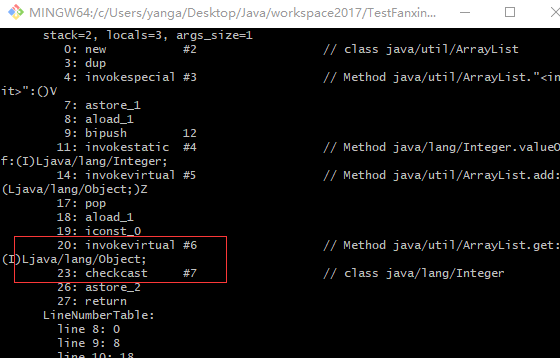 MINGW64:/c/Users/yanga/Desktop/Java/workspace2017/TestFanxin...
stack=2, locals=3, args_size=1
0: new #2 // class java/util/ArrayList
3: dup
4: invokespecial #3 // Method java/util/ArrayList."<in
it>":()V
7: astore_1
8: aload_1
9: bipush 12
11: invokestatic #4 // Method java/lang/Integer.valueO
f:(I)Ljava/lang/Integer;
14: invokevirtual #5 // Method java/util/ArrayList.add:
(Ljava/lang/Object;)Z
17: pop
18: aload_1
19: iconst_0
20: invokevirtual #6 // Method java/util/ArrayList.get:
(I)Ljava/lang/Object;
23: checkcast #7 // class java/lang/Integer
26: astore_2
27: return
LineNumberTable:
line 8: 0
line 9: 8
line 10: 18